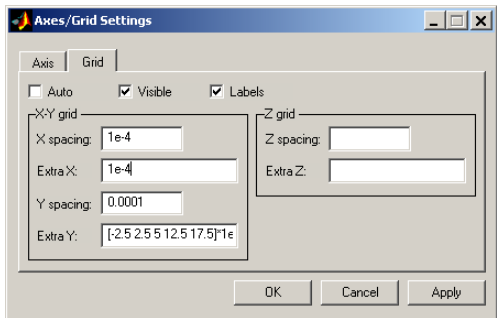 Axes/Grid Settings
Axis Grid
Auto Visible Labels
X-Y grid Z grid
X spacing: 1e-4 Z spacing:
Extra X: 1e-4 Extra Z:
Y spacing: 0.0001
Extra Y: [-2.5 2.5 5 12.5 17.5]*1e
OK Cancel Apply